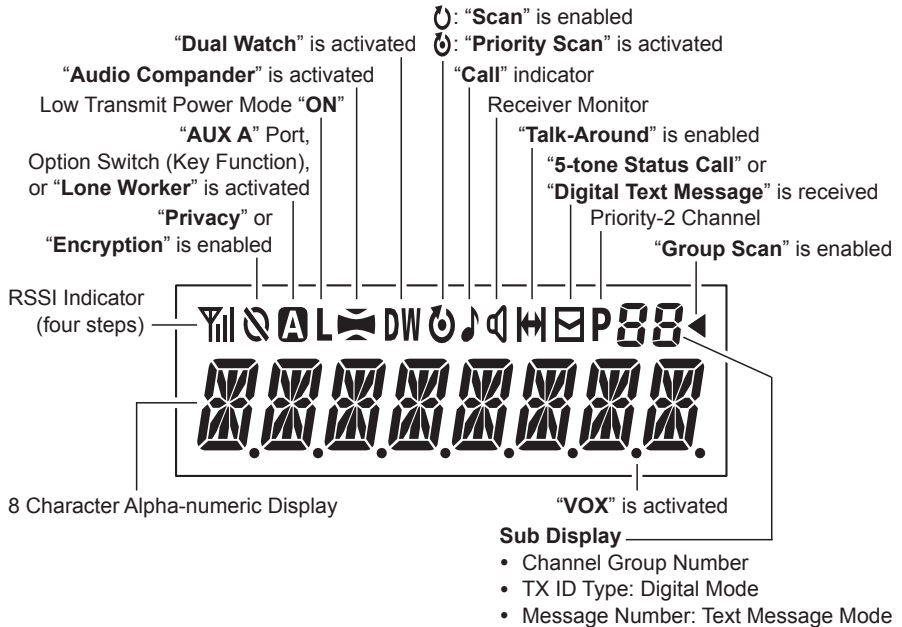 : “Scan” is enabled
“Dual Watch” is activated
: “Priority Scan” is activated
“Audio Compander” is activated
“Call” indicator
Low Transmit Power Mode “ON”
Receiver Monitor
“AUX A” Port,
Option Switch (Key Function),
or “Lone Worker” is activated
“Talk-Around” is enabled
“5-tone Status Call” or
“Digital Text Message” is received
“Privacy” or
“Encryption” is enabled
Priority-2 Channel
“Group Scan” is enabled
RSSI Indicator
(four steps)
A L DW P 88
8 Character Alpha-numeric Display
“VOX” is activated
Sub Display
• Channel Group Number
• TX ID Type: Digital Mode
• Message Number: Text Message Mode